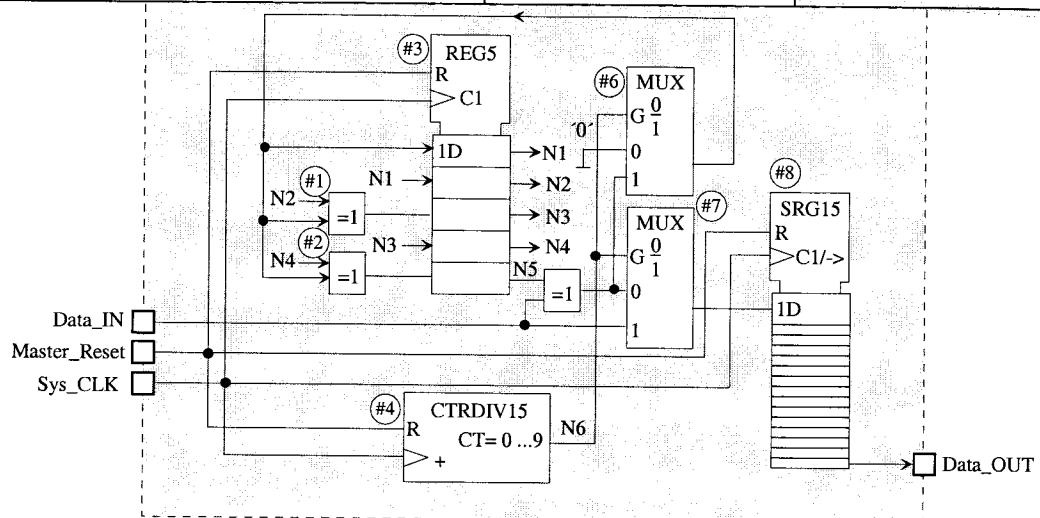 #3
REG5
R
C1
#6
MUX
G 0/1
'0'
0
1
1D
N1
N1
N2
#1
N2
=1
N3
#2
N3
N4
N4
=1
N5
=1
#7
MUX
G 0/1
0
1
#8
SRG15
R
C1/->
1D
Data_IN
Master_Reset
Sys_CLK
#4
CTRDIV15
R
CT= 0 ...9
N6
+
Data_OUT